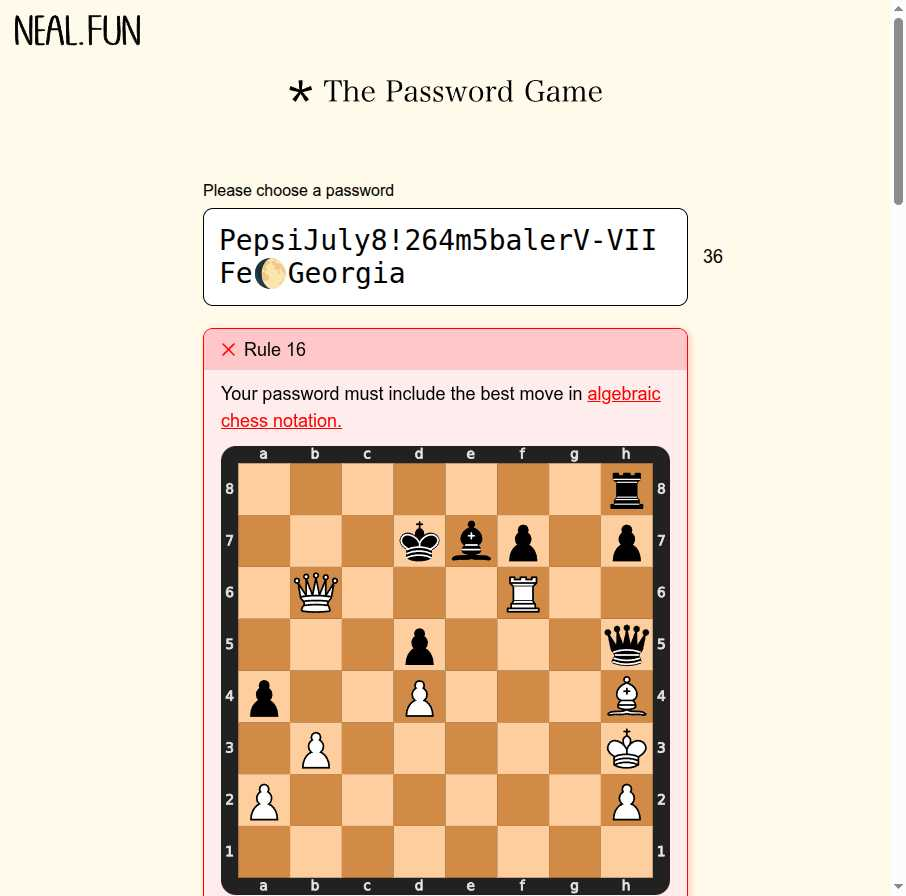 NEAL.FUN
* The Password Game
Please choose a password
PepsiJuly8!264m5balerV-VII
Fe🌔Georgia
36
Rule 16
Your password must include the best move in algebraic
chess notation.
a b c d e f g h
8 8
7 7
6 6
5 5
4 4
3 3
2 2
1 1
a b c d e f g h